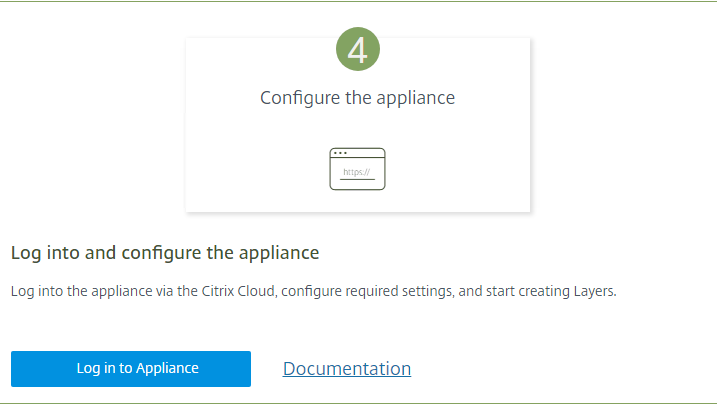 4
Configure the appliance
https://
Log into and configure the appliance
Log into the appliance via the Citrix Cloud, configure required settings, and start creating Layers.
Log in to Appliance
Documentation